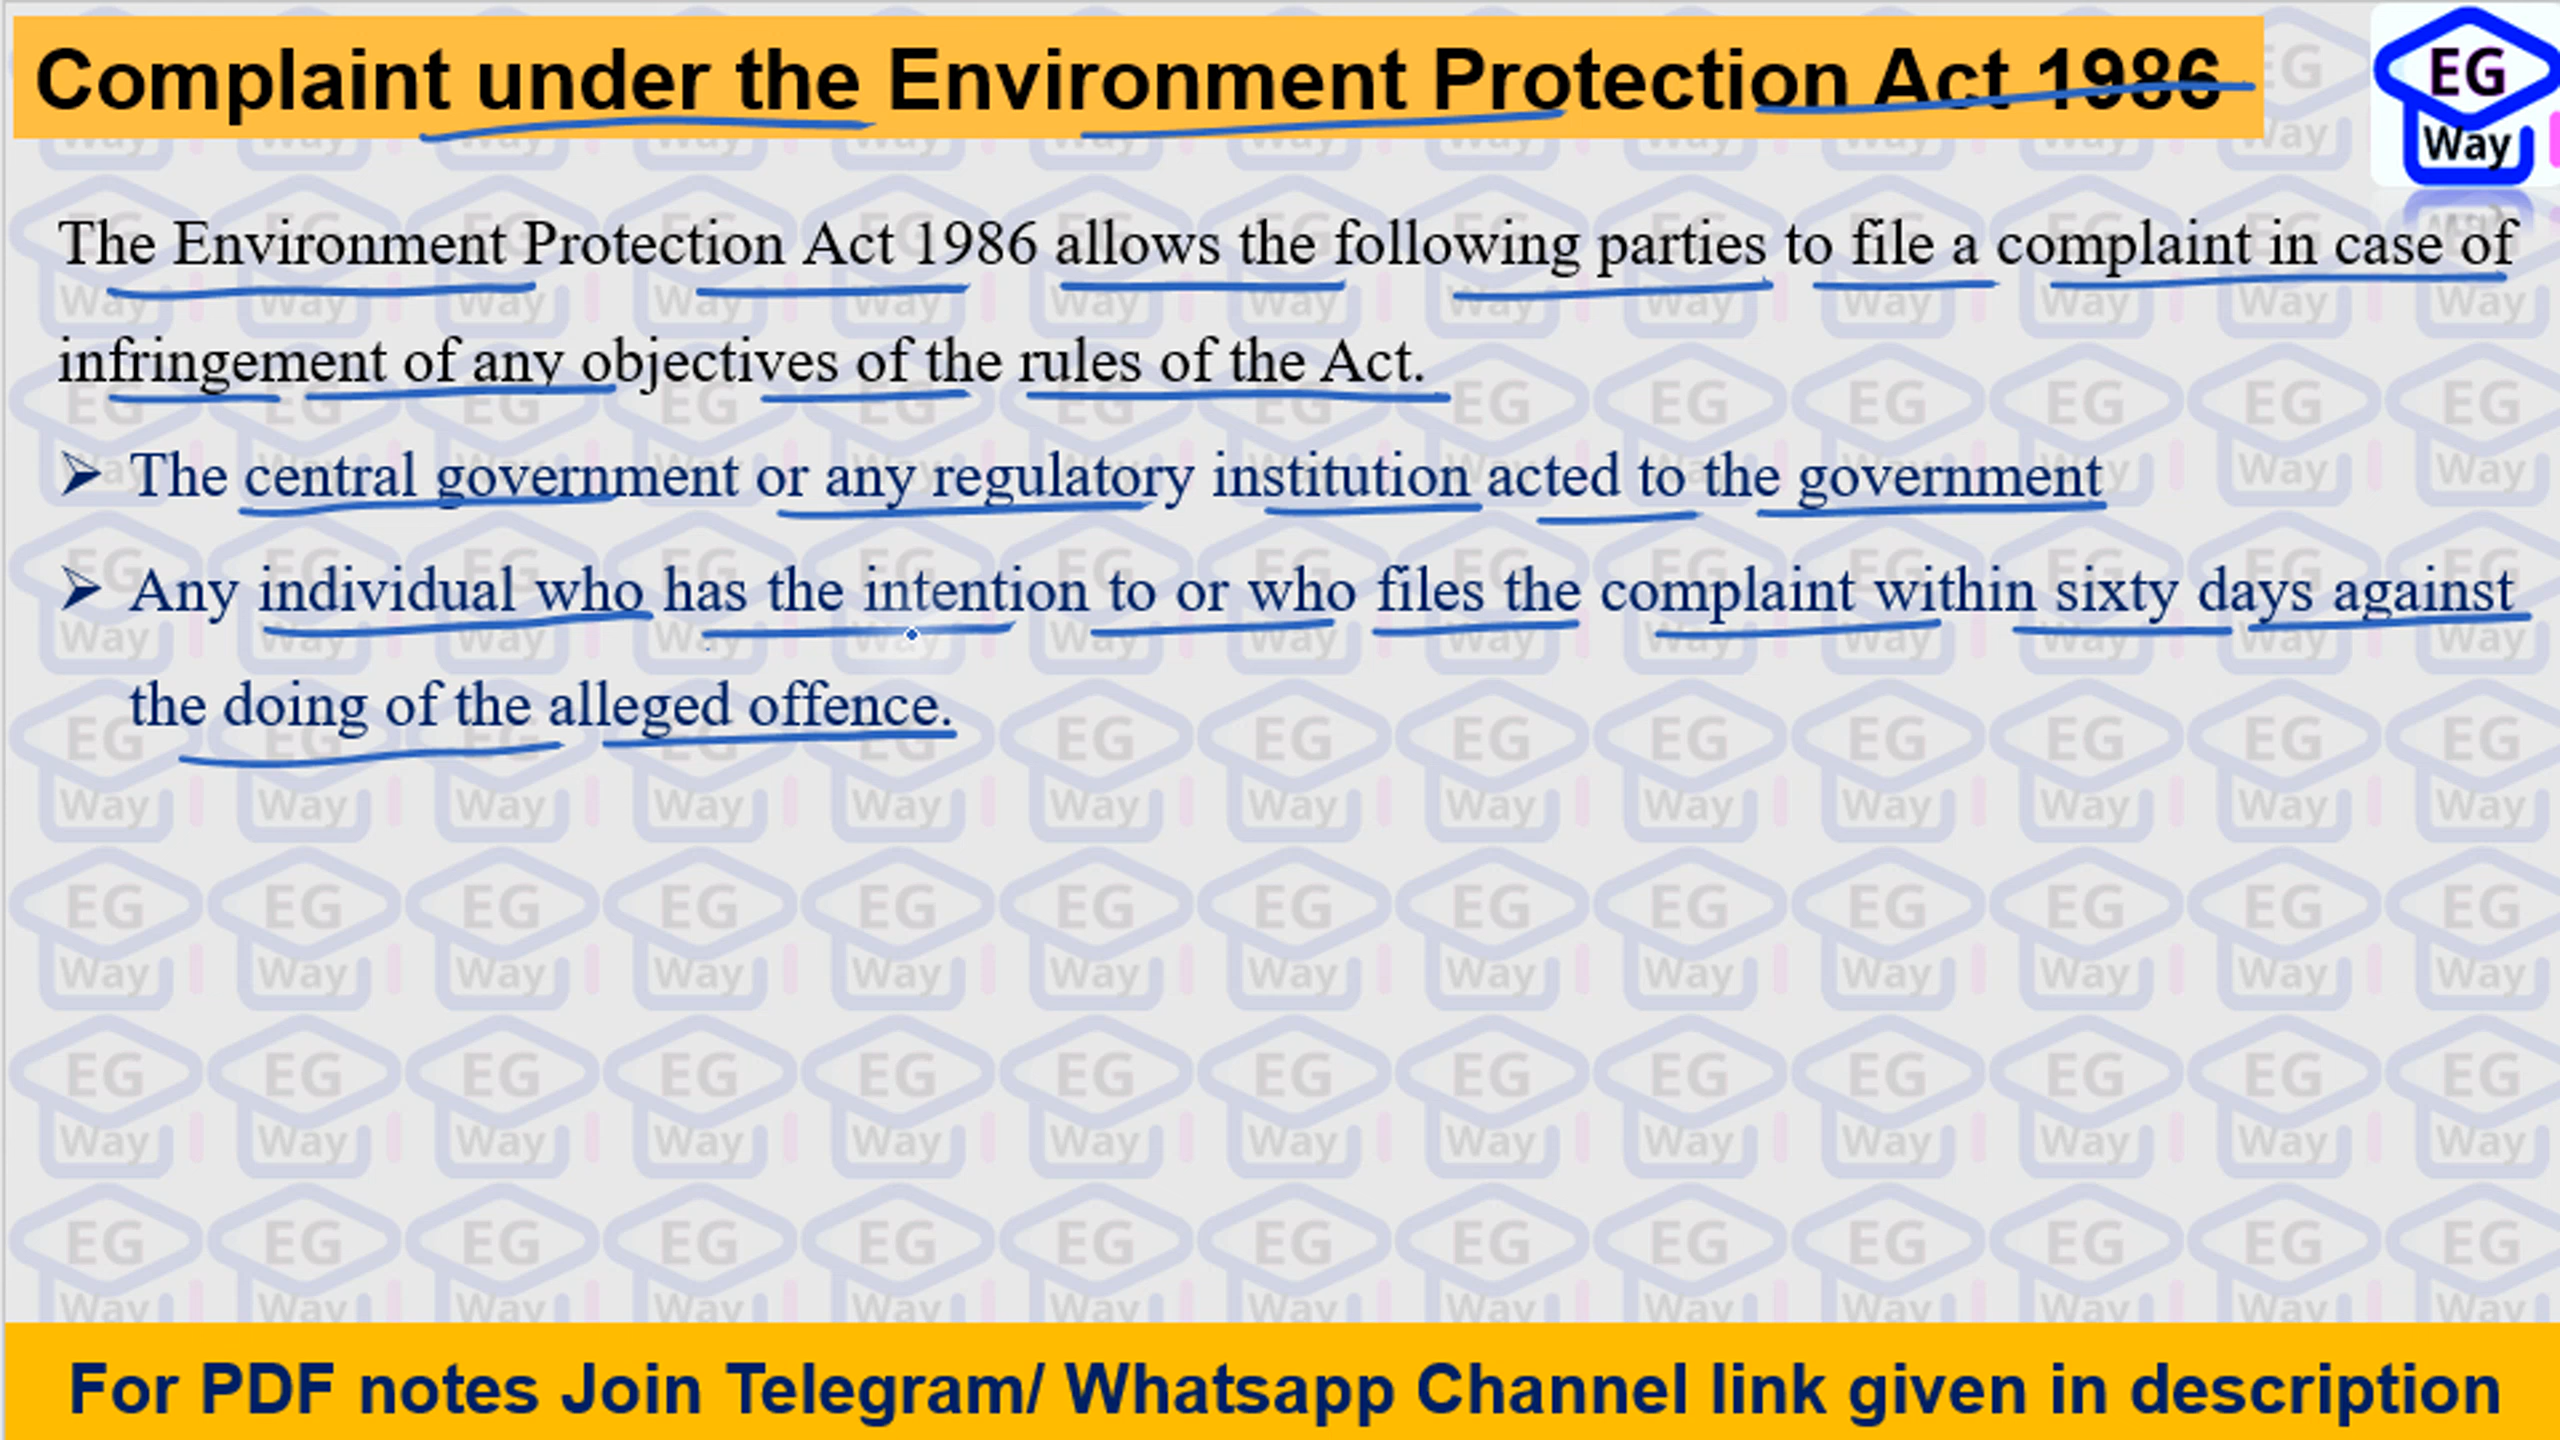 Complaint under the Environment Protection Act 1986
EG
Way
The Environment Protection Act 1986 allows the following parties to file a complaint in case of
infringement of any objectives of the rules of the Act.
➢ The central government or any regulatory institution acted to the government
➢ Any individual who has the intention to or who files the complaint within sixty days against
the doing of the alleged offence.
For PDF notes Join Telegram/ Whatsapp Channel link given in description